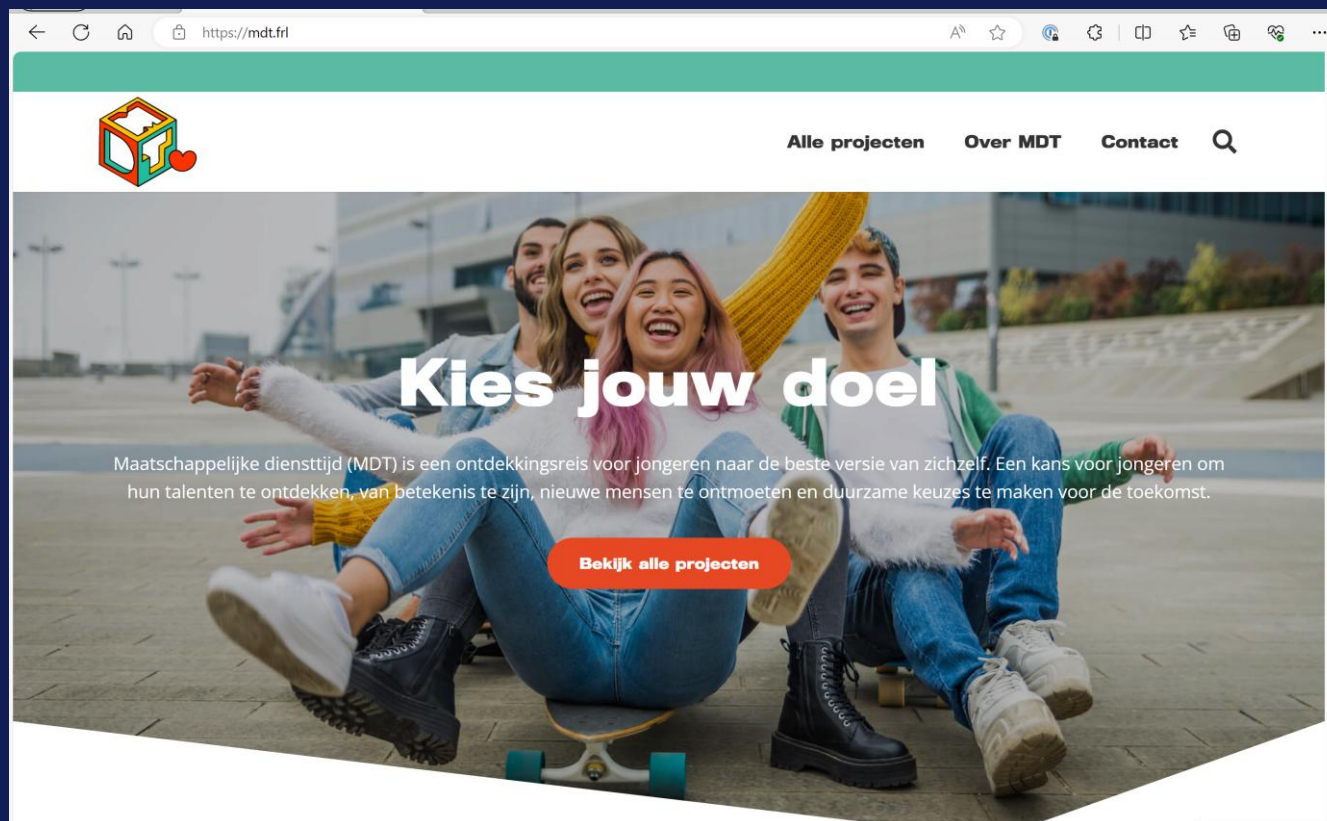 https://mdt.frl
Alle projecten Over MDT Contact
Kies jouw doel
Maatschappelijke diensttijd (MDT) is een ontdekkingsreis voor jongeren naar de beste versie van zichzelf. Een kans voor jongeren om
hun talenten te ontdekken, van betekenis te zijn, nieuwe mensen te ontmoeten en duurzame keuzes te maken voor de toekomst.
Bekijk alle projecten